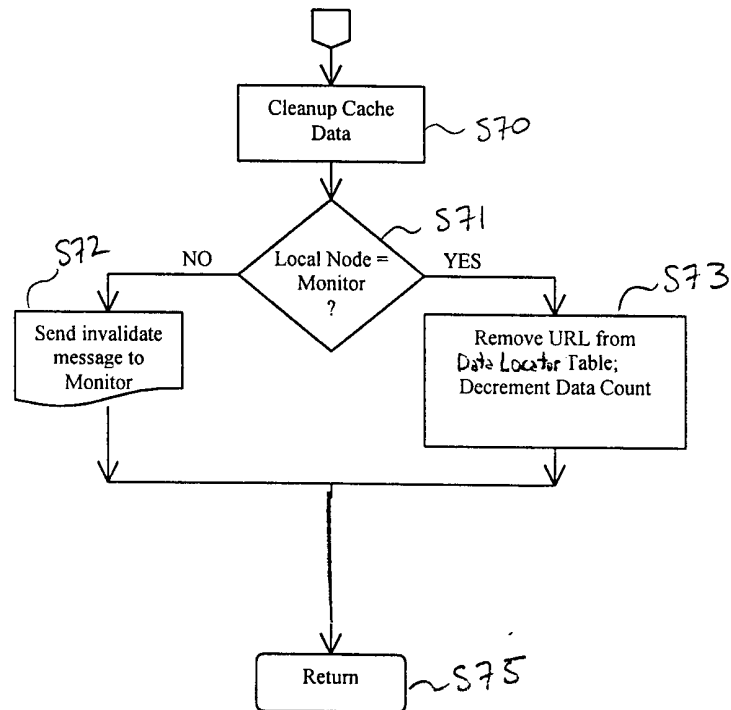 Cleanup Cache
Data
S70
S71
S72
NO
Local Node =
Monitor
?
YES
S73
Send invalidate
message to
Monitor
Remove URL from
Data Locator Table;
Decrement Data Count
Return
S75